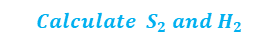 Calculate S₂ and H₂